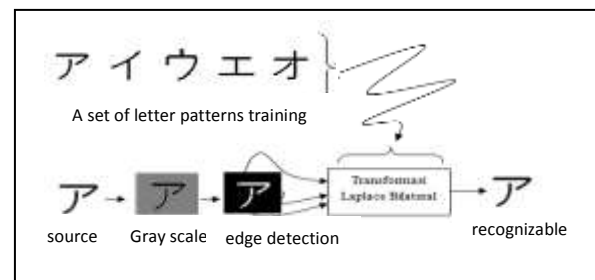 ア イ ウ エ オ
A set of letter patterns training
ア
ア
ア
Transformasi
Laplace Bilateral
ア
source
Gray scale
edge detection
recognizable